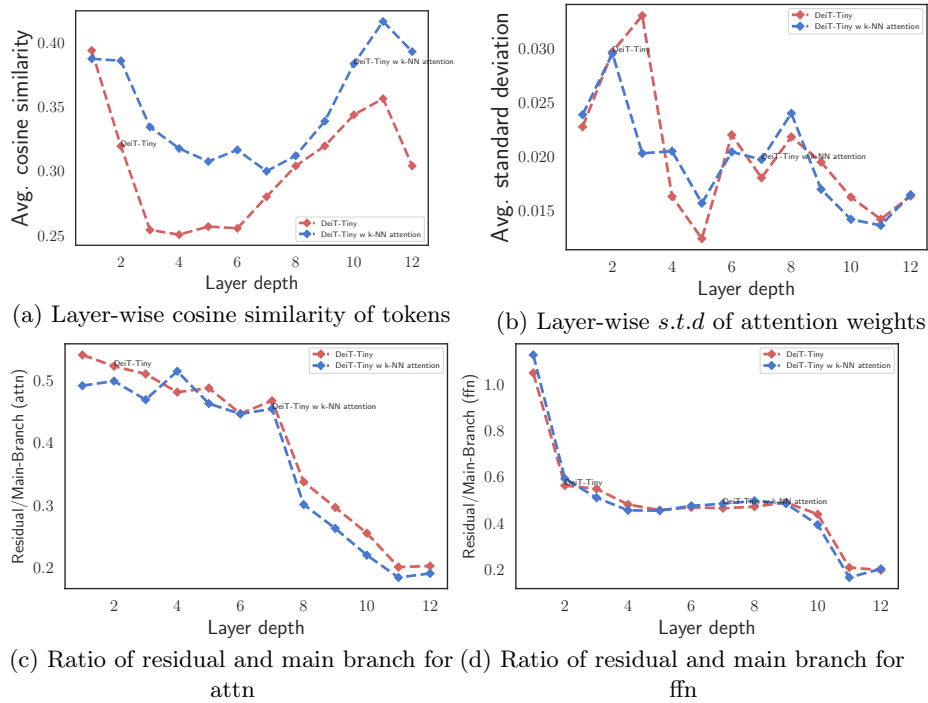 Avg. cosine similarity
0.40
0.35
0.30
0.25
DeiT-Tiny
DeiT-Tiny w k-NN attention
DeiT-Tiny
DeiT-Tiny w k-NN attention
2 4 6 8 10 12
Layer depth
(a) Layer-wise cosine similarity of tokens
Avg. standard deviation
0.030
0.025
0.020
0.015
DeiT-Tiny
DeiT-Tiny w k-NN attention
DeiT-Tiny
DeiT-Tiny w k-NN attention
2 4 6 8 10 12
Layer depth
(b) Layer-wise s.t.d of attention weights
Residual/Main-Branch (attn)
0.5
0.4
0.3
0.2
DeiT-Tiny
DeiT-Tiny w k-NN attention
DeiT-Tiny
DeiT-Tiny w k-NN attention
2 4 6 8 10 12
Layer depth
(c) Ratio of residual and main branch for
attn
Residual/Main-Branch (ffn)
1.0
0.8
0.6
0.4
0.2
DeiT-Tiny
DeiT-Tiny w k-NN attention
DeiT-Tiny
DeiT-Tiny w k-NN attention
2 4 6 8 10 12
Layer depth
(d) Ratio of residual and main branch for
ffn